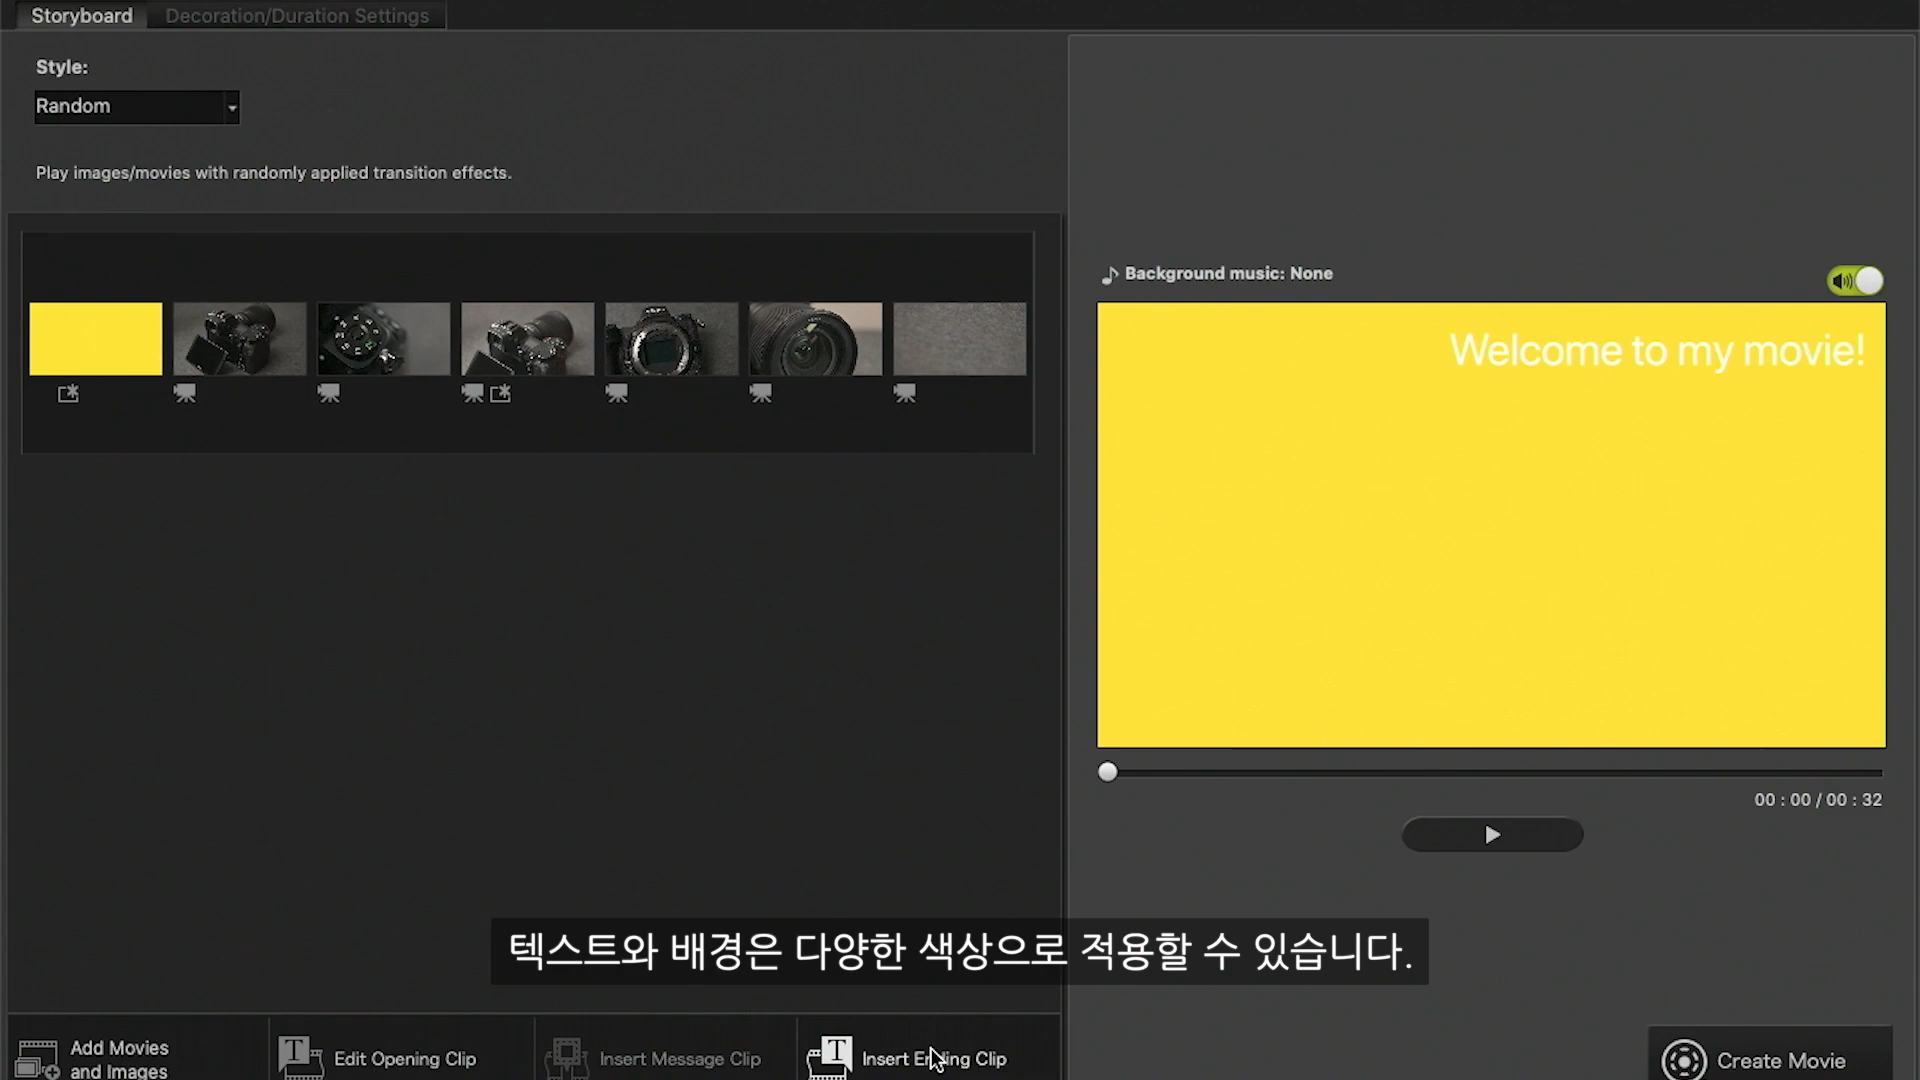 Storyboard
Decoration/Duration Settings
Style:
Random
Play images/movies with randomly applied transition effects.
Background music: None
Welcome to my movie!
00 : 00 / 00 : 32
텍스트와 배경은 다양한 색상으로 적용할 수 있습니다.
Add Movies
and Images
Edit Opening Clip
Insert Message Clip
Insert Ending Clip
Create Movie